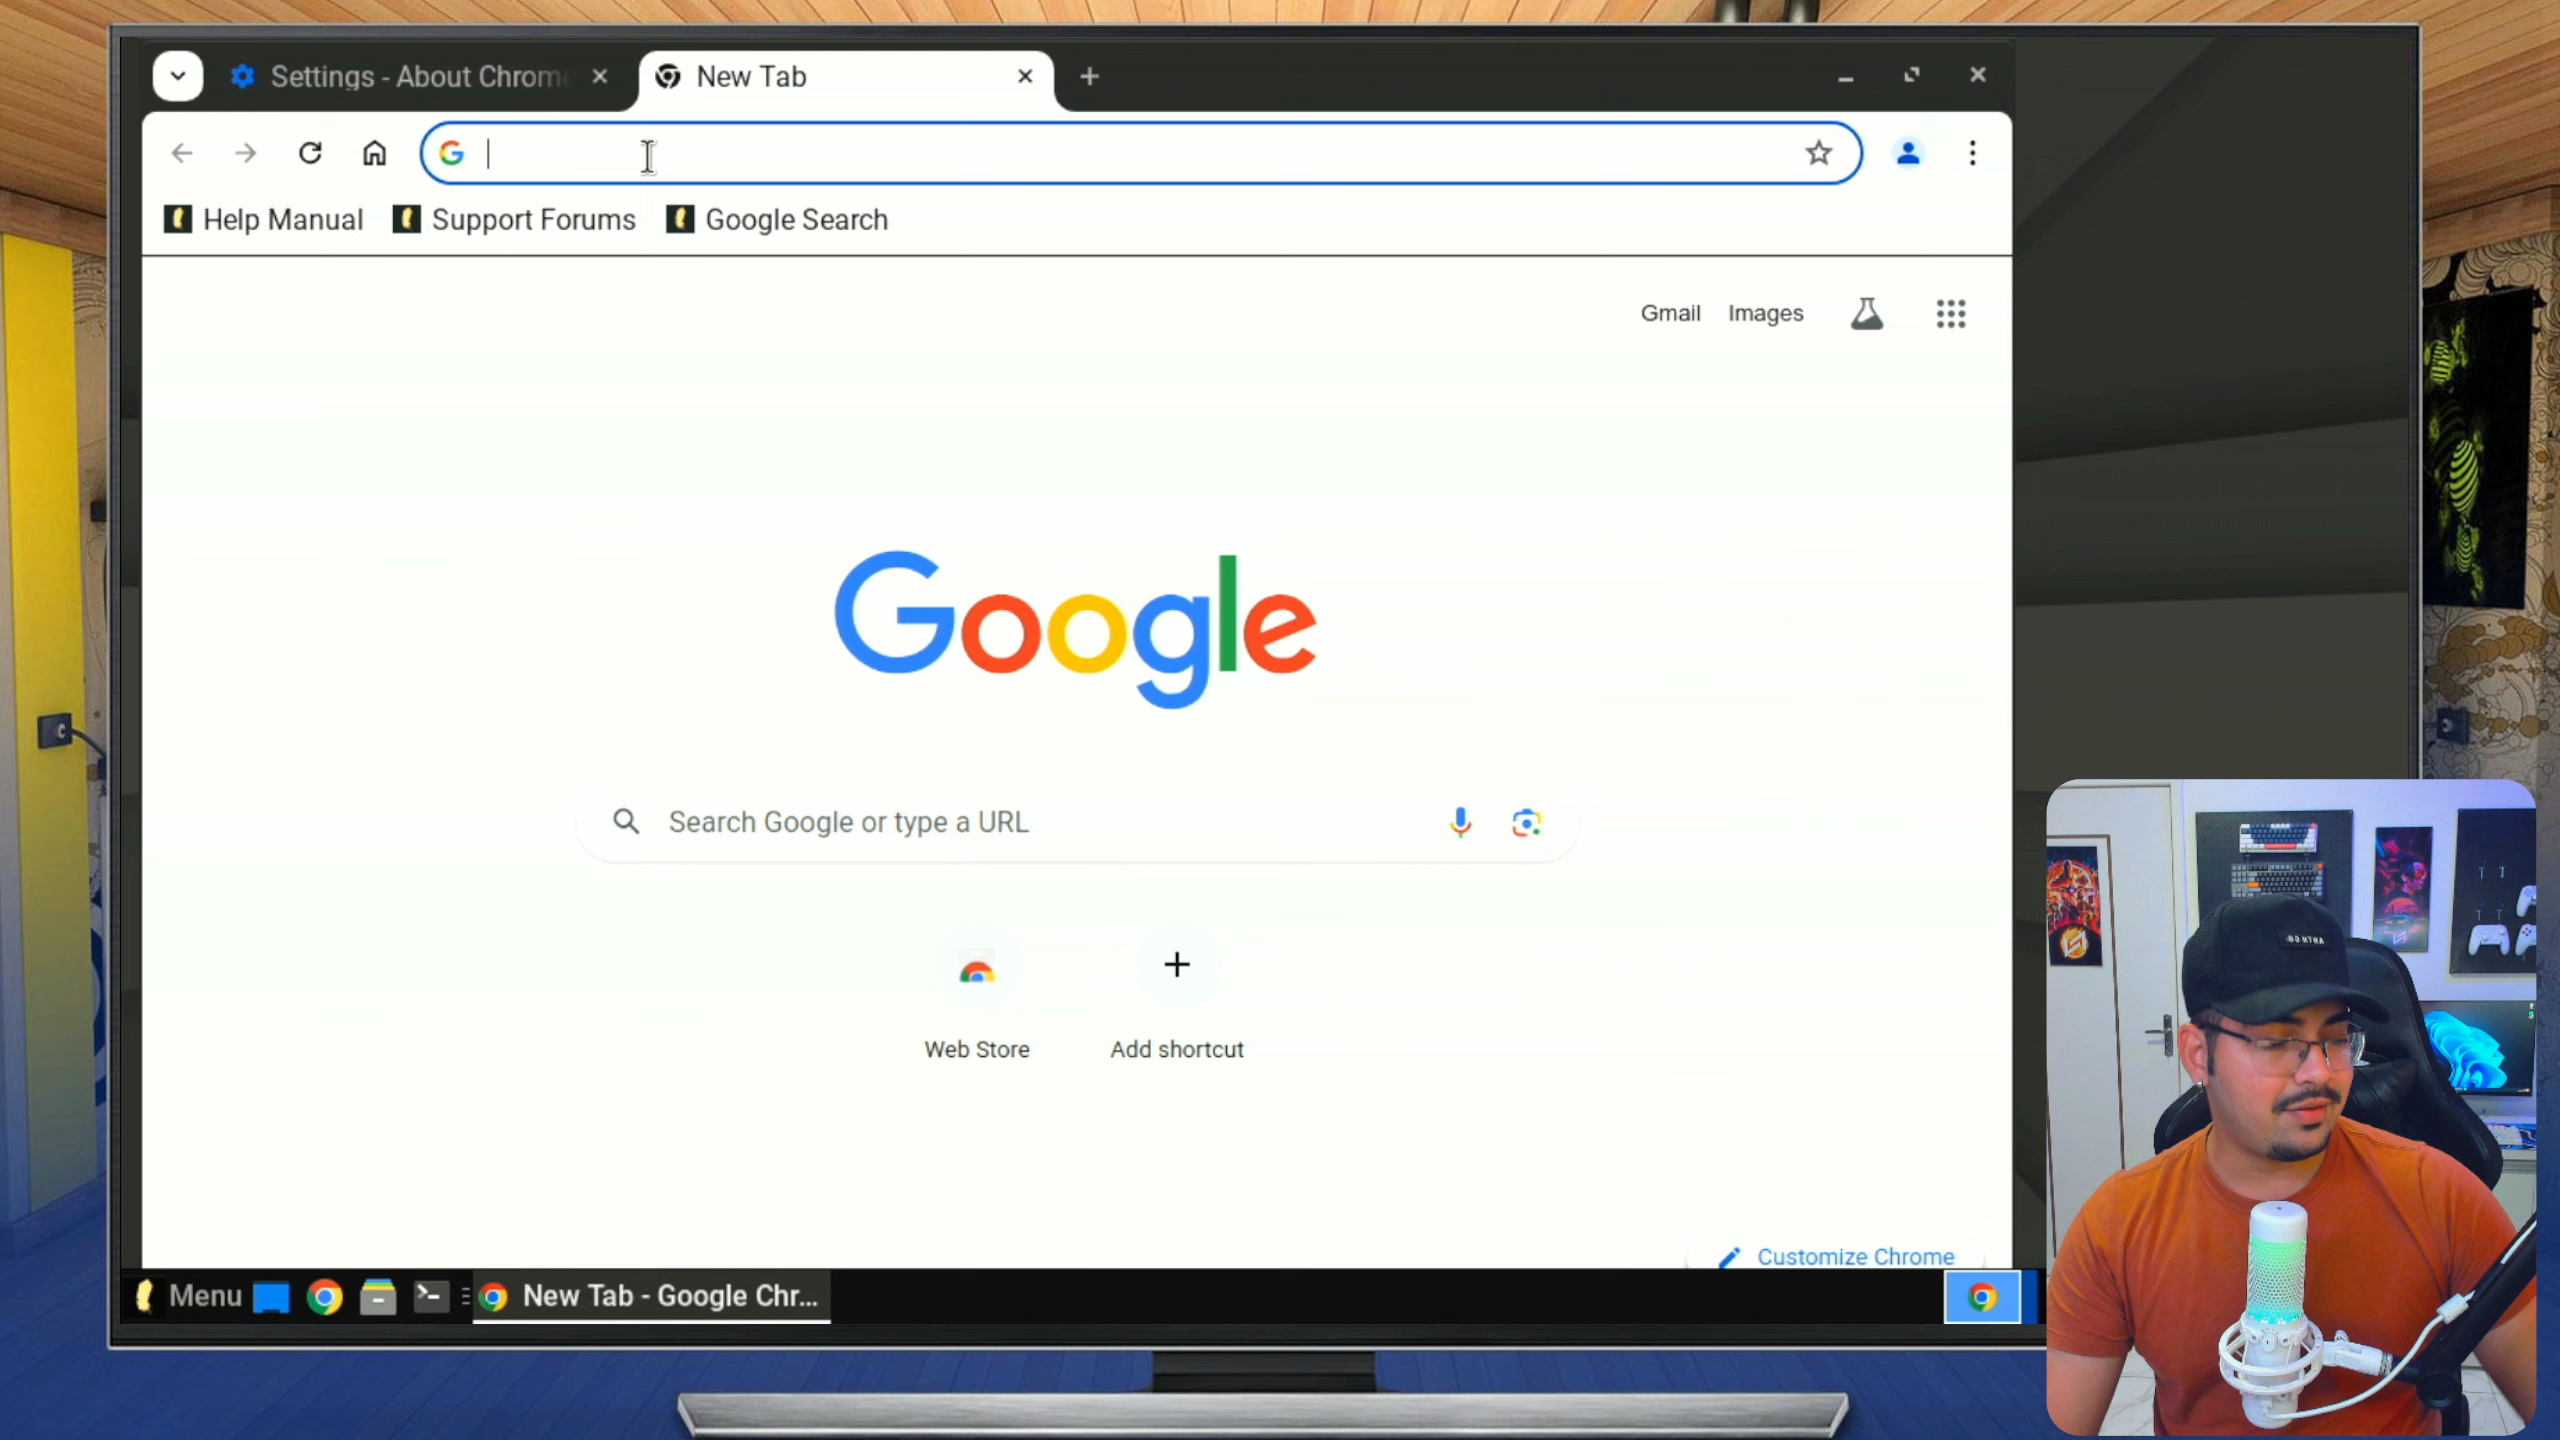 Settings - About Chrome
New Tab
Help Manual
Support Forums
Google Search
Gmail
Images
Google
Search Google or type a URL
Web Store
Add shortcut
Customize Chrome
Menu
New Tab - Google Chr...